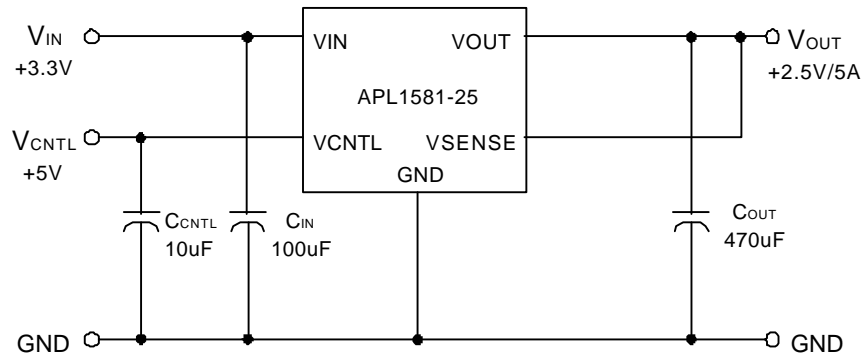 VIN
+3.3V
VCNTL
+5V
VIN
VOUT
APL1581-25
VCNTL
VSENSE
GND
VOUT
+2.5V/5A
CCNTL
10uF
CIN
100uF
COUT
470uF
GND
GND